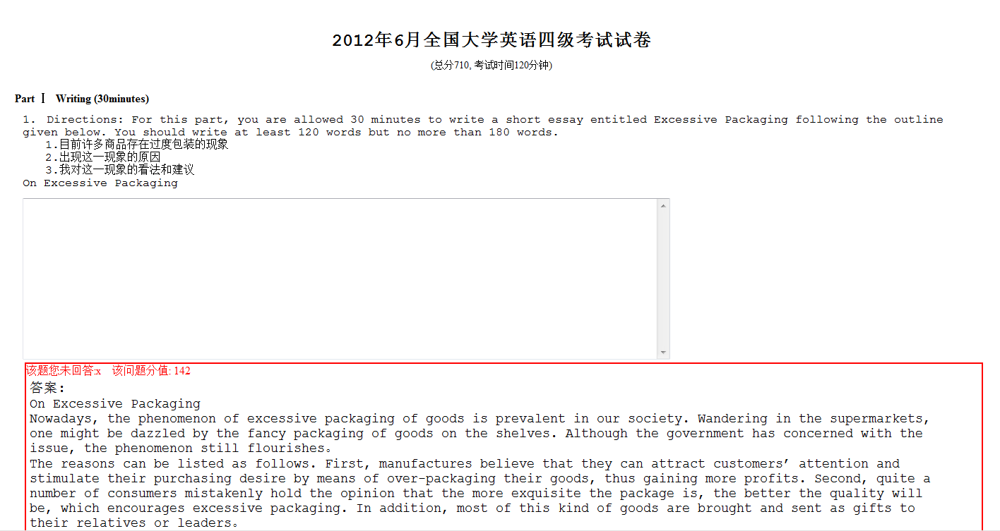 2012年6月全国大学英语四级考试试卷
(总分710, 考试时间120分钟)
Part Ⅰ Writing (30minutes)
1. Directions: For this part, you are allowed 30 minutes to write a short essay entitled Excessive Packaging following the outline
given below. You should write at least 120 words but no more than 180 words.
1.目前许多商品存在过度包装的现象
2.出现这一现象的原因
3.我对这一现象的看法和建议
On Excessive Packaging
该题您未回答:x 该问题分值: 142
答案:
On Excessive Packaging
Nowadays, the phenomenon of excessive packaging of goods is prevalent in our society. Wandering in the supermarkets,
one might be dazzled by the fancy packaging of goods on the shelves. Although the government has concerned with the
issue, the phenomenon still flourishes。
The reasons can be listed as follows. First, manufactures believe that they can attract customers’ attention and
stimulate their purchasing desire by means of over-packaging their goods, thus gaining more profits. Second, quite a
number of consumers mistakenly hold the opinion that the more exquisite the package is, the better the quality will
be, which encourages excessive packaging. In addition, most of this kind of goods are brought and sent as gifts to
their relatives or leaders。